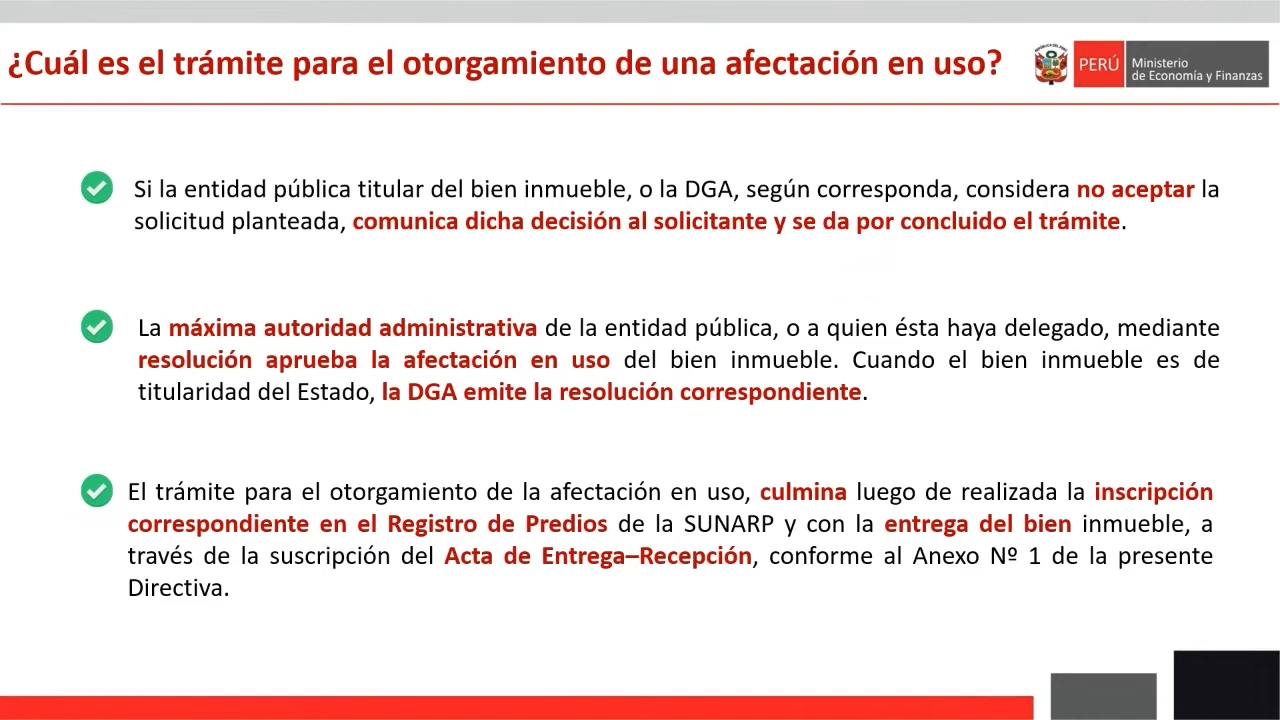 ¿Cuál es el trámite para el otorgamiento de una afectación en uso?
REPÚBLICA DEL PERÚ
PERÚ
Ministerio
de Economía y Finanzas
Si la entidad pública titular del bien inmueble, o la DGA, según corresponda, considera no aceptar la
solicitud planteada, comunica dicha decisión al solicitante y se da por concluido el trámite.
La máxima autoridad administrativa de la entidad pública, o a quien ésta haya delegado, mediante
resolución aprueba la afectación en uso del bien inmueble. Cuando el bien inmueble es de
titularidad del Estado, la DGA emite la resolución correspondiente.
El trámite para el otorgamiento de la afectación en uso, culmina luego de realizada la inscripción
correspondiente en el Registro de Predios de la SUNARP y con la entrega del bien inmueble, a
través de la suscripción del Acta de Entrega–Recepción, conforme al Anexo Nº 1 de la presente
Directiva.